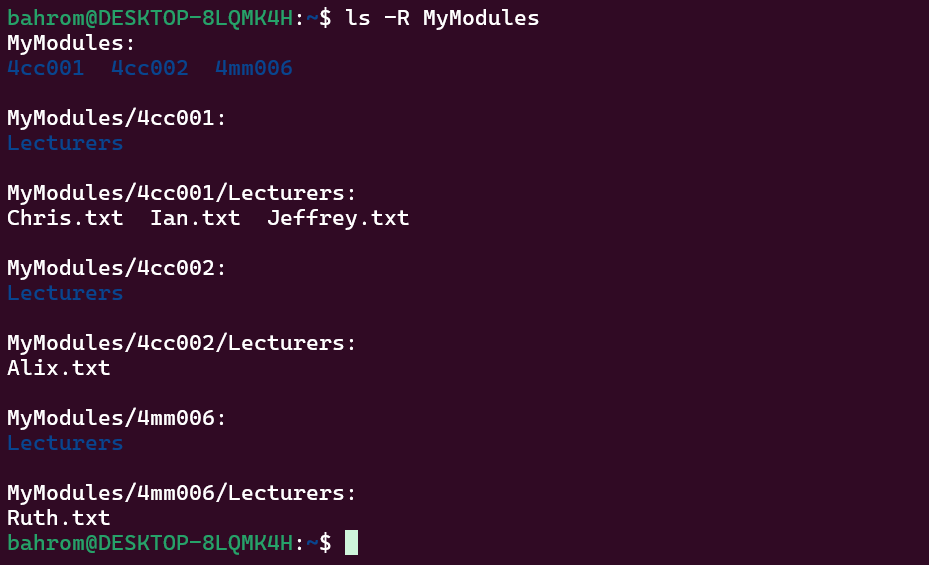 bahrom@DESKTOP-8LQMK4H:~$ ls -R MyModules
MyModules:
4cc001  4cc002  4mm006

MyModules/4cc001:
Lecturers

MyModules/4cc001/Lecturers:
Chris.txt  Ian.txt  Jeffrey.txt

MyModules/4cc002:
Lecturers

MyModules/4cc002/Lecturers:
Alix.txt

MyModules/4mm006:
Lecturers

MyModules/4mm006/Lecturers:
Ruth.txt
bahrom@DESKTOP-8LQMK4H:~$